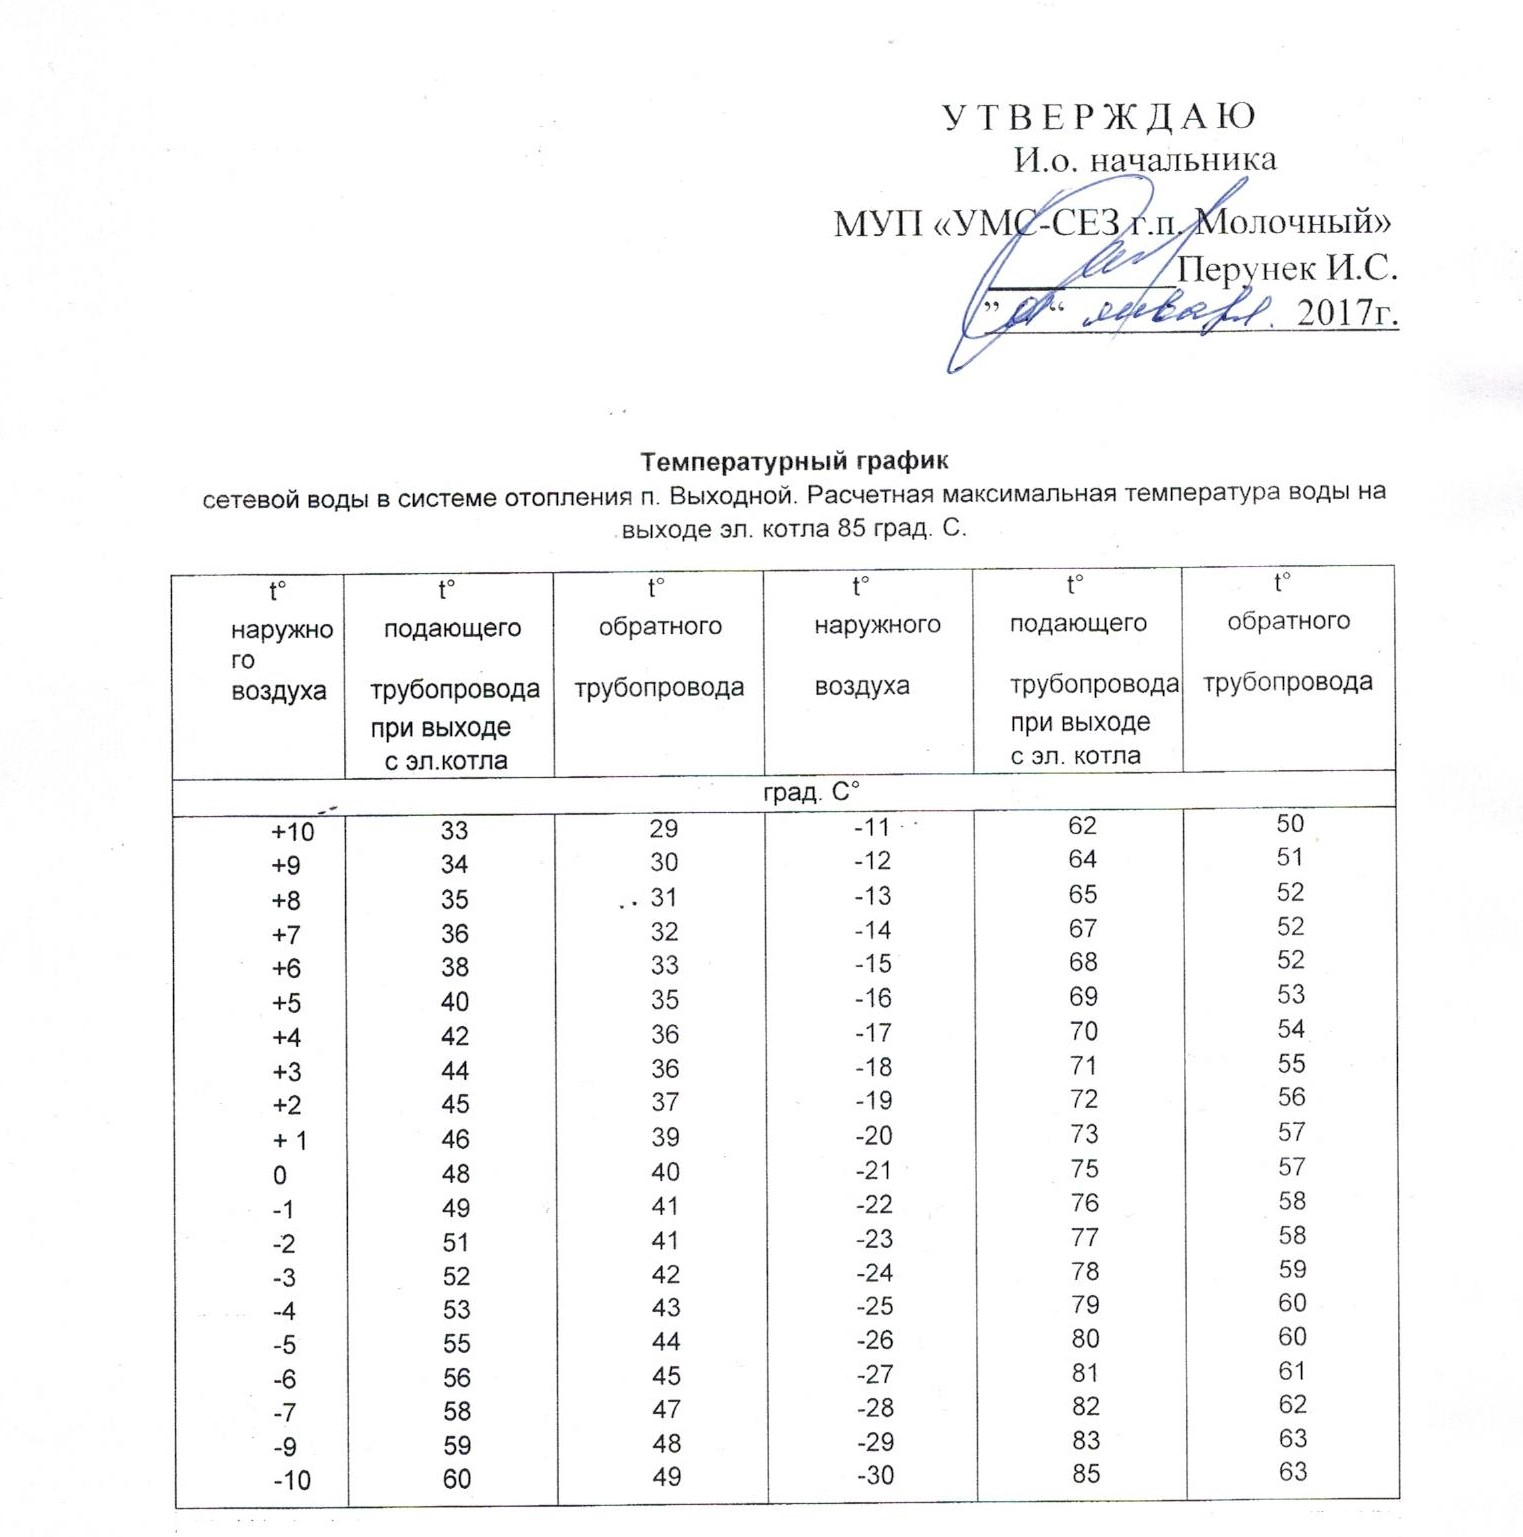 УТВЕРЖДАЮ
И.о. начальника
МУП «УМС-СЕЗ г.п. Молочный»
Перунек И.С.
” “ января 2017г.
Температурный график
сетевой воды в системе отопления п. Выходной. Расчетная максимальная температура воды на
выходе эл. котла 85 град. С.
t° t° t° t° t° t°
наружно подающего обратного наружного подающего обратного
го
воздуха трубопровода трубопровода воздуха трубопровода трубопровода
при выходе при выходе
с эл.котла с эл. котла
град. С°
+10 33 29 -11 62 50
+9 34 30 -12 64 51
+8 35 31 -13 65 52
+7 36 32 -14 67 52
+6 38 33 -15 68 52
+5 40 35 -16 69 53
+4 42 36 -17 70 54
+3 44 36 -18 71 55
+2 45 37 -19 72 56
+ 1 46 39 -20 73 57
0 48 40 -21 75 57
-1 49 41 -22 76 58
-2 51 41 -23 77 58
-3 52 42 -24 78 59
-4 53 43 -25 79 60
-5 55 44 -26 80 60
-6 56 45 -27 81 61
-7 58 47 -28 82 62
-9 59 48 -29 83 63
-10 60 49 -30 85 63